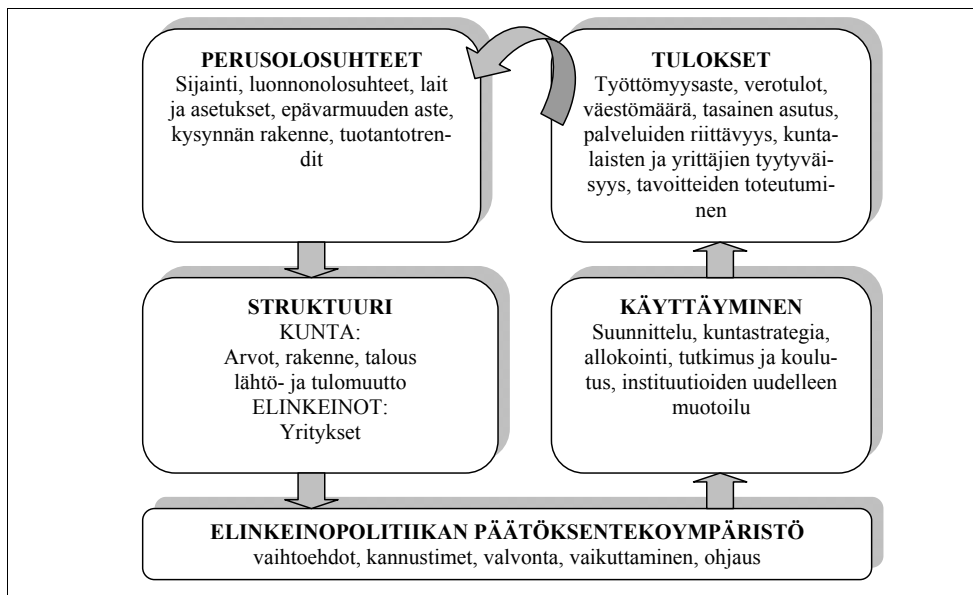 PERUSOLOSUHTEET
Sijainti, luonnonolosuhteet, lait
ja asetukset, epävarmuuden aste,
kysynnän rakenne, tuotantotren-
dit
TULOKSET
Työttömyysaste, verotulot,
väestömäärä, tasainen asutus,
palveluiden riittävyys, kunta-
laisten ja yrittäjien tyytyväi-
syys, tavoitteiden toteutumi-
nen
STRUKTUURI
KUNTA:
Arvot, rakenne, talous
lähtö- ja tulomuutto
ELINKEINOT:
Yritykset
KÄYTTÄYMINEN
Suunnittelu, kuntastrategia,
allokointi, tutkimus ja koulu-
tus, instituutioiden uudelleen
muotoilu
ELINKEINOPOLITIIKAN PÄÄTÖKSENTEKOYMPÄRISTÖ
vaihtoehdot, kannustimet, valvonta, vaikuttaminen, ohjaus